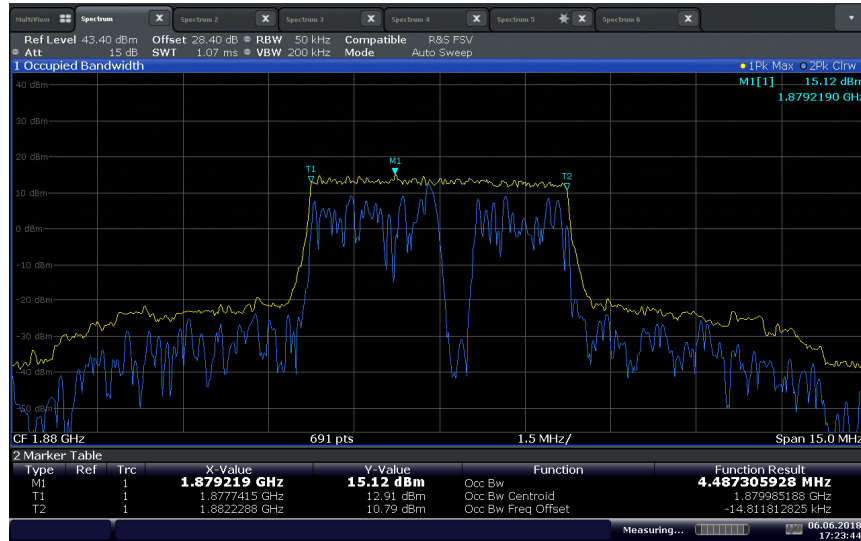 MultiView Spectrum X Spectrum 2 X Spectrum 3 X Spectrum 4 X Spectrum 5 X Spectrum 6 X
Ref Level 43.40 dBm Offset 28.40 dB RBW 50 kHz Compatible R&S FSV
Att 15 dB SWT 1.07 ms VBW 200 kHz Mode Auto Sweep
1 Occupied Bandwidth 1Pk Max 2Pk Clrw
M1[1] 15.12 dBm
1.8792190 GHz
40 dBm
30 dBm
20 dBm
T1 M1 T2
10 dBm
0 dBm
-10 dBm
-20 dBm
-30 dBm
-40 dBm
-50 dBm
CF 1.88 GHz 691 pts 1.5 MHz/ Span 15.0 MHz
2 Marker Table
Type Ref Trc X-Value Y-Value Function Function Result
M1 1 1.879219 GHz 15.12 dBm Occ Bw 4.487305928 MHz
T1 1 1.8777415 GHz 12.91 dBm Occ Bw Centroid 1.879985188 GHz
T2 1 1.8822288 GHz 10.79 dBm Occ Bw Freq Offset -14.811812825 kHz
Measuring... 06.06.2018
17:23:44